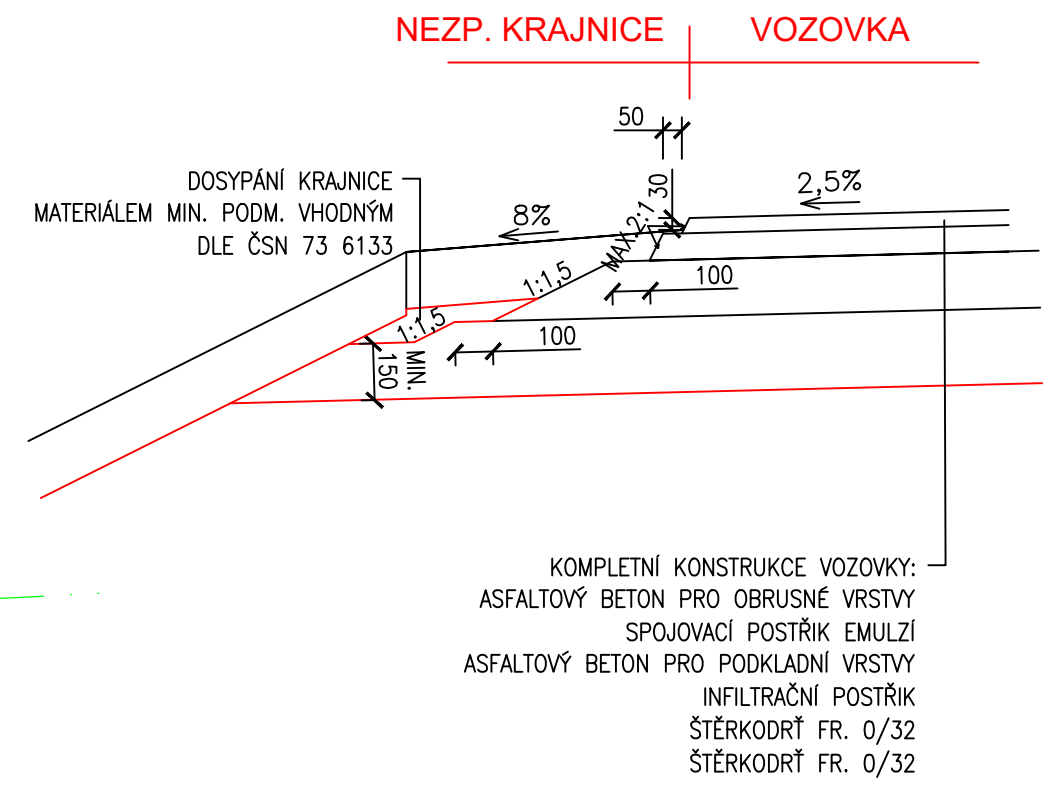 NEZP. KRAJNICE
VOZOVKA
50
30
2,5%
DOSYPÁNÍ KRAJNICE
MATERIÁLEM MIN. PODM. VHODNÝM
DLE ČSN 73 6133
8%
MAX.2:1
1:1,5
100
1:1,5
100
MIN.
150
KOMPLETNÍ KONSTRUKCE VOZOVKY:
ASFALTOVÝ BETON PRO OBRUSNÉ VRSTVY
SPOJOVACÍ POSTŘIK EMULZÍ
ASFALTOVÝ BETON PRO PODKLADNÍ VRSTVY
INFILTRAČNÍ POSTŘIK
ŠTĚRKODRŤ FR. 0/32
ŠTĚRKODRŤ FR. 0/32